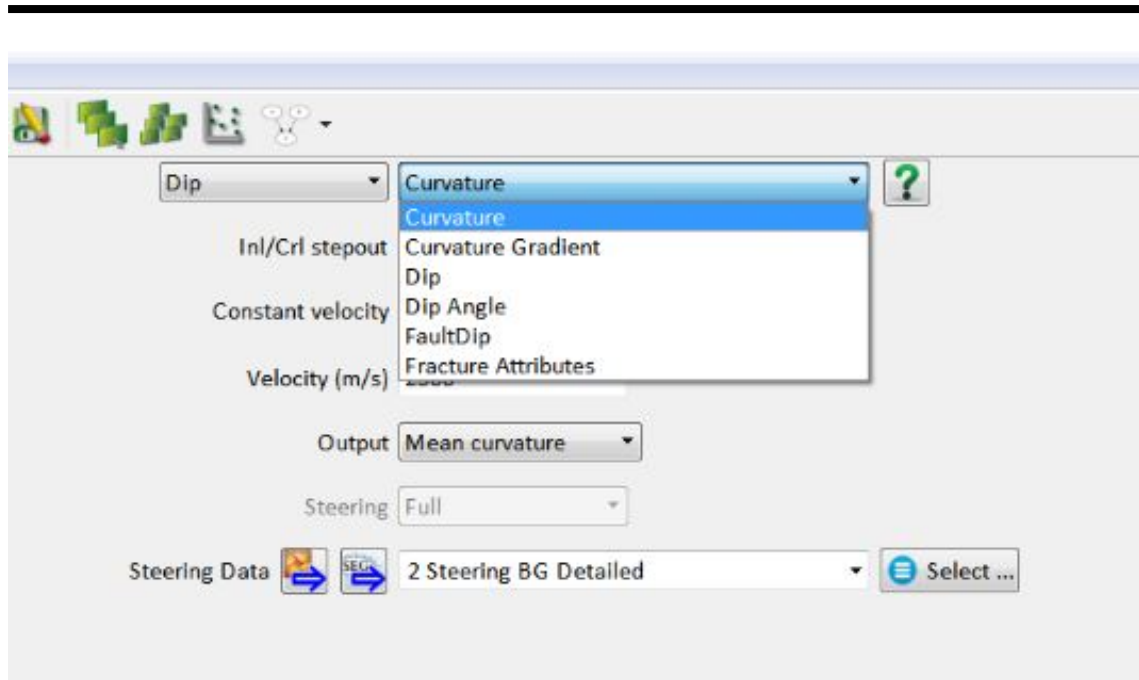 Dip
Curvature
Curvature
Inl/Crl stepout
Curvature Gradient
Dip
Constant velocity
Dip Angle
FaultDip
Velocity (m/s)
Fracture Attributes
Output
Mean curvature
Steering
Full
Steering Data
SEG
2 Steering BG Detailed
Select ...